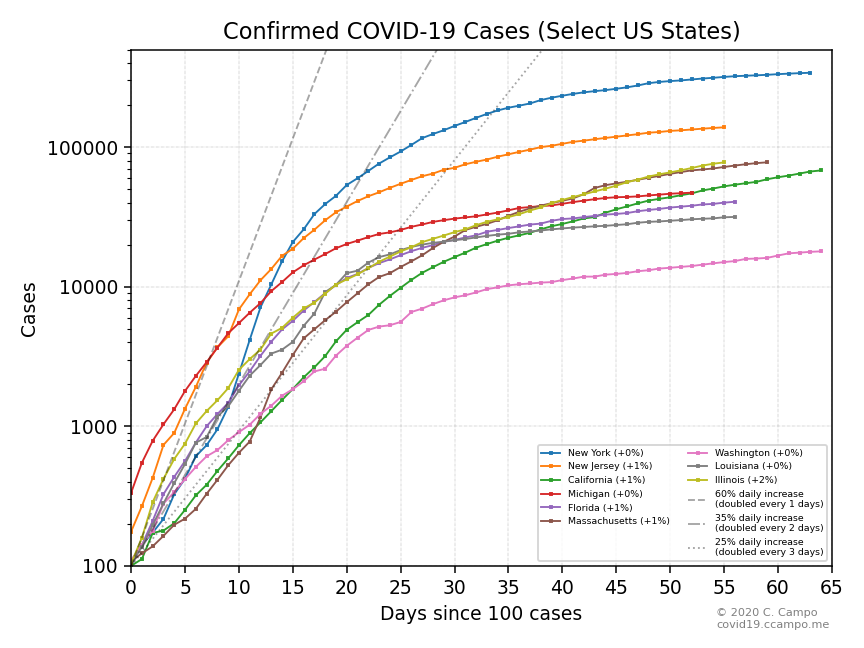 Confirmed COVID-19 Cases (Select US States)
Cases
100000
10000
1000
100
0 5 10 15 20 25 30 35 40 45 50 55 60 65
Days since 100 cases
New York (+0%)
New Jersey (+1%)
California (+1%)
Michigan (+0%)
Florida (+1%)
Massachusetts (+1%)
Washington (+0%)
Louisiana (+0%)
Illinois (+2%)
60% daily increase
(doubled every 1 days)
35% daily increase
(doubled every 2 days)
25% daily increase
(doubled every 3 days)
© 2020 C. Campo
covid19.ccampo.me